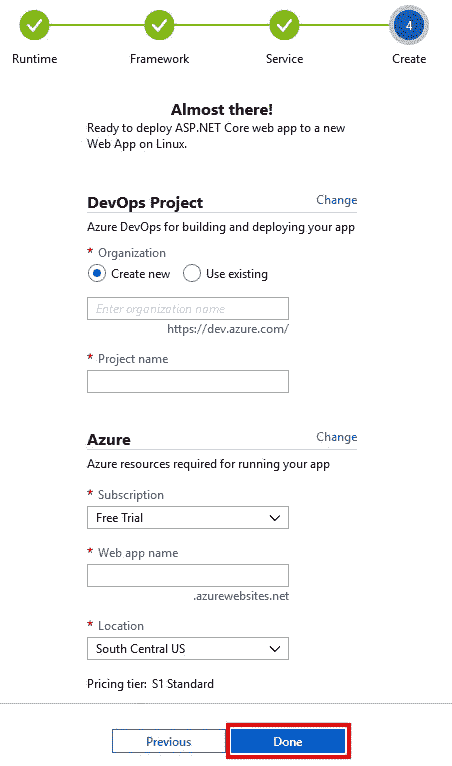 4
Runtime Framework Service Create
Almost there!
Ready to deploy ASP.NET Core web app to a new
Web App on Linux.
DevOps Project Change
Azure DevOps for building and deploying your app
* Organization
Create new Use existing
Enter organization name
https://dev.azure.com/
* Project name
Azure Change
Azure resources required for running your app
* Subscription
Free Trial
* Web app name
.azurewebsites.net
* Location
South Central US
Pricing tier: S1 Standard
Previous Done